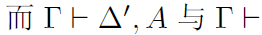 而 Γ ⊢ Δ′, A 与 Γ ⊢